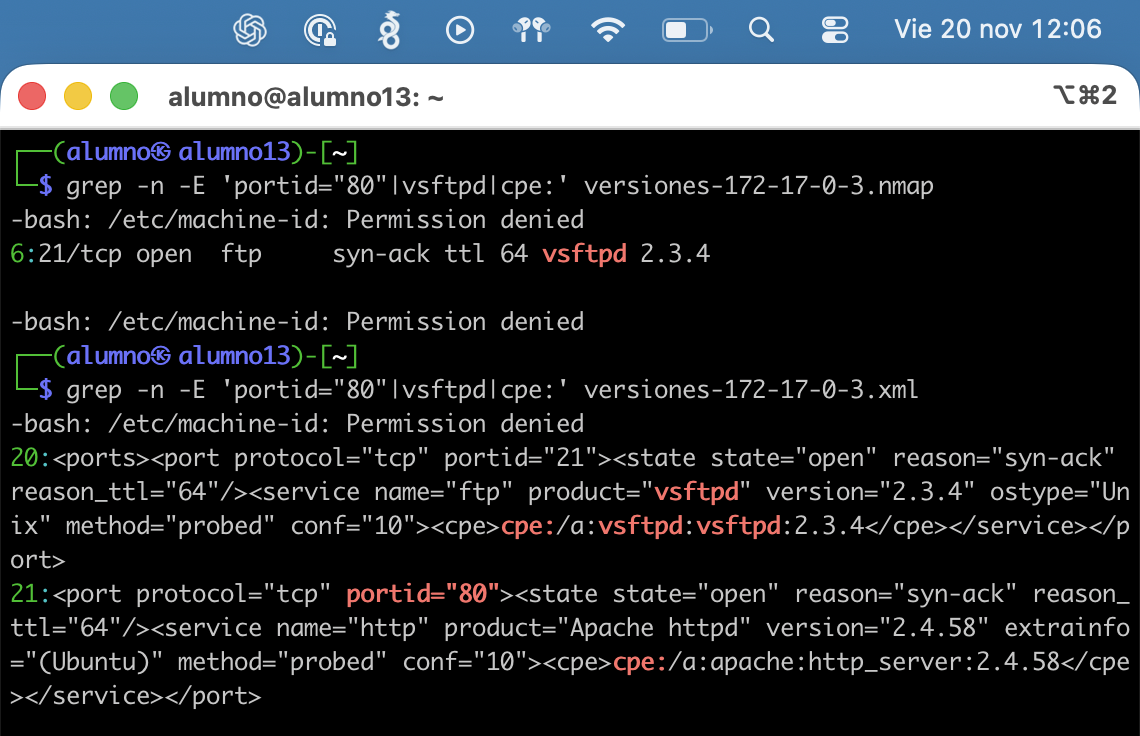 Vie 20 nov 12:06
alumno@alumno13: ~
⌥⌘2
┌──(alumno㉿ alumno13)-[~]
└─$ grep -n -E 'portid="80"|vsftpd|cpe:' versiones-172-17-0-3.nmap
-bash: /etc/machine-id: Permission denied
6:21/tcp open  ftp     syn-ack ttl 64 vsftpd 2.3.4
-bash: /etc/machine-id: Permission denied
┌──(alumno㉿ alumno13)-[~]
└─$ grep -n -E 'portid="80"|vsftpd|cpe:' versiones-172-17-0-3.xml
-bash: /etc/machine-id: Permission denied
20:<ports><port protocol="tcp" portid="21"><state state="open" reason="syn-ack"
reason_ttl="64"/><service name="ftp" product="vsftpd" version="2.3.4" ostype="Un
ix" method="probed" conf="10"><cpe>cpe:/a:vsftpd:vsftpd:2.3.4</cpe></service></p
ort>
21:<port protocol="tcp" portid="80"><state state="open" reason="syn-ack" reason_
ttl="64"/><service name="http" product="Apache httpd" version="2.4.58" extrainfo
="(Ubuntu)" method="probed" conf="10"><cpe>cpe:/a:apache:http_server:2.4.58</cpe
></service></port>